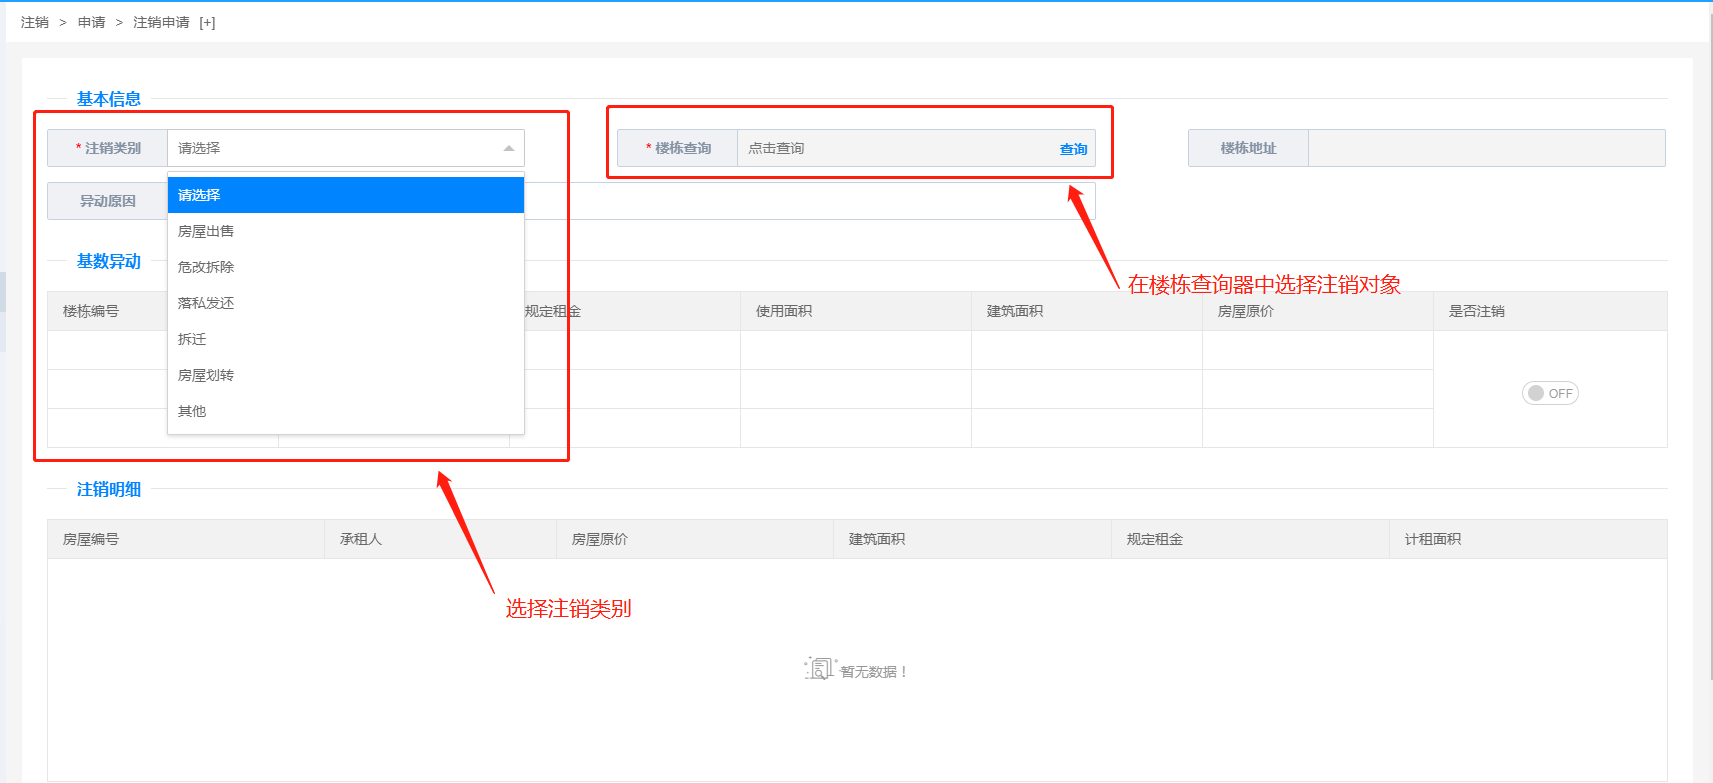 注销 > 申请 > 注销申请 [+]
基本信息
* 注销类别 请选择
* 楼栋查询 点击查询 查询
楼栋地址
异动原因
请选择
房屋出售
危改拆除
落私发还
拆迁
房屋划转
其他
在楼栋查询器中选择注销对象
基数异动
楼栋编号 规定租金 使用面积 建筑面积 房屋原价 是否注销
OFF
注销明细
房屋编号 承租人 房屋原价 建筑面积 规定租金 计租面积
选择注销类别
暂无数据！